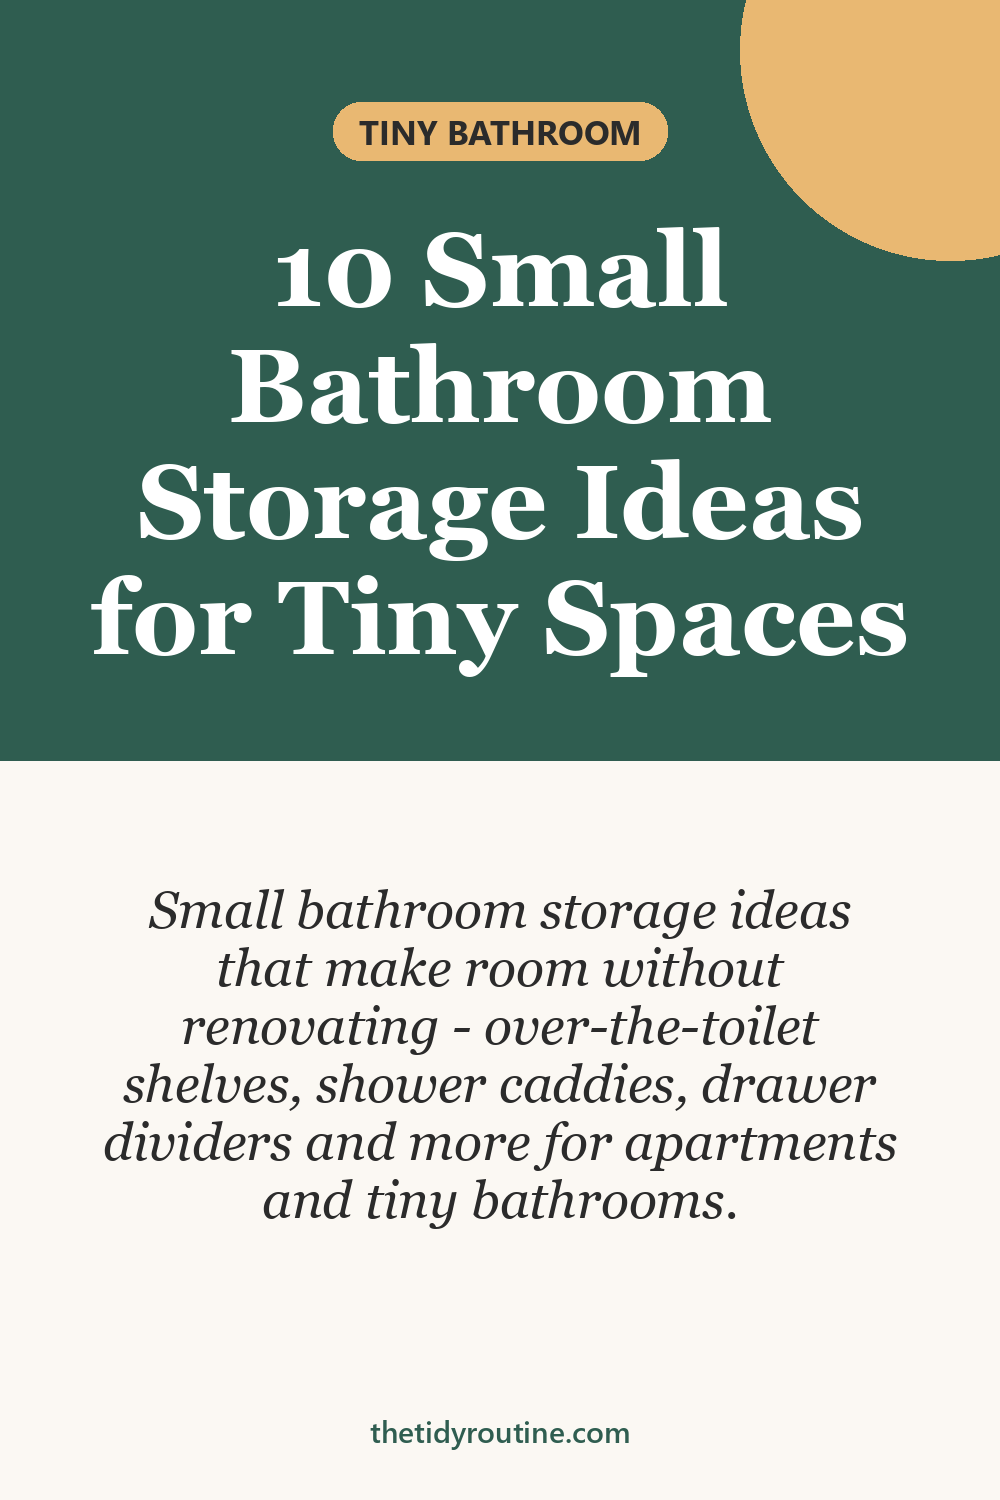 TINY BATHROOM
10 Small
Bathroom
Storage Ideas
for Tiny Spaces
Small bathroom storage ideas
that make room without
renovating - over-the-toilet
shelves, shower caddies, drawer
dividers and more for apartments
and tiny bathrooms.
thetidyroutine.com